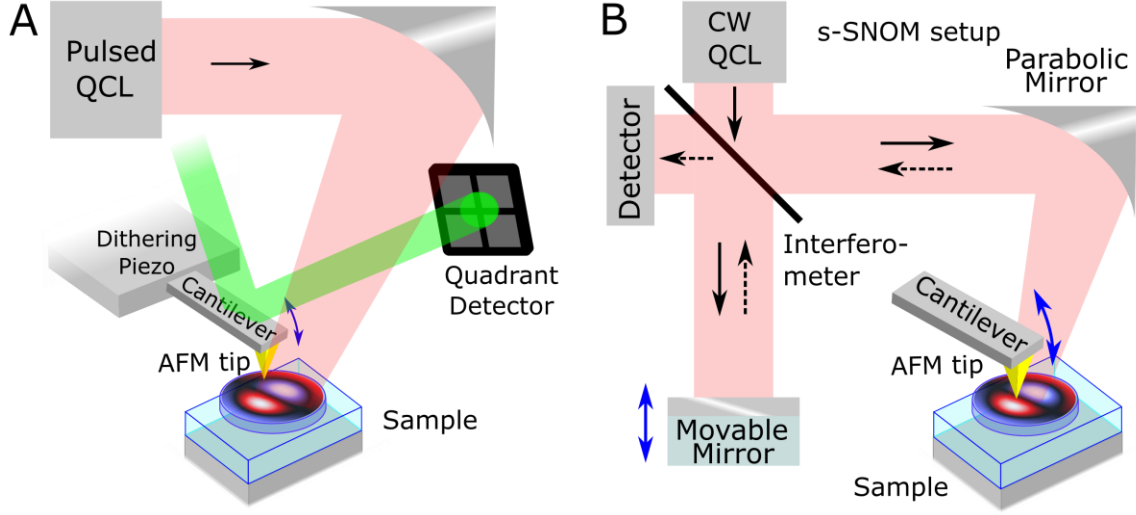 A
Pulsed
QCL
Dithering
Piezo
Cantilever
AFM tip
Quadrant
Detector
Sample
B
CW
QCL
s-SNOM setup
Parabolic
Mirror
Detector
Interfero-
meter
Cantilever
AFM tip
Movable
Mirror
Sample